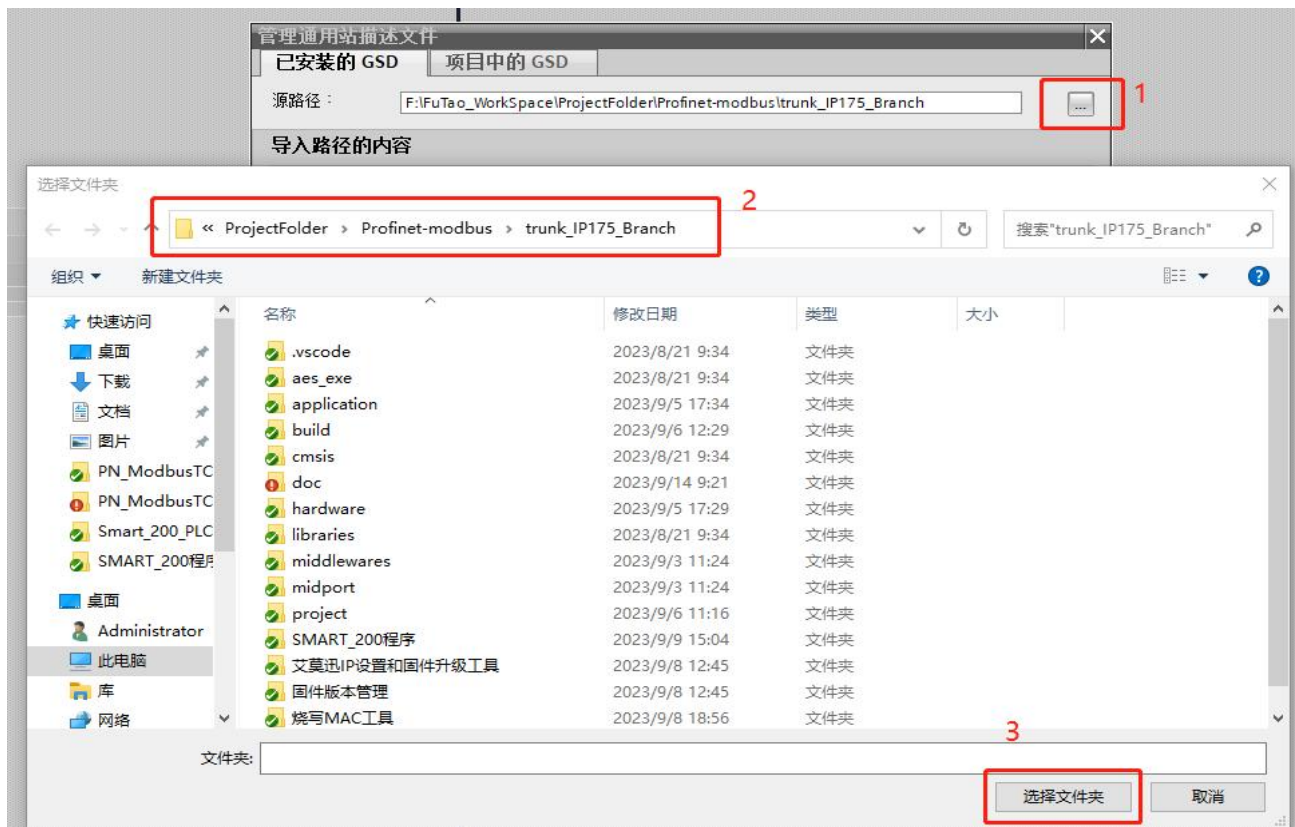 管理通用站描述文件
已安装的 GSD 项目中的 GSD
源路径： F:\FuTao_WorkSpace\ProjectFolder\Profinet-modbus\trunk_IP175_Branch ... 1
导入路径的内容
选择文件夹
2
« ProjectFolder › Profinet-modbus › trunk_IP175_Branch 搜索"trunk_IP175_Branch"
组织 新建文件夹
名称 修改日期 类型 大小
快速访问
桌面
下载
文档
图片
PN_ModbusTC
PN_ModbusTC
Smart_200_PLC
SMART_200程序
桌面
Administrator
此电脑
库
网络
.vscode 2023/8/21 9:34 文件夹
aes_exe 2023/8/21 9:34 文件夹
application 2023/9/5 17:34 文件夹
build 2023/9/6 12:29 文件夹
cmsis 2023/8/21 9:34 文件夹
doc 2023/9/14 9:21 文件夹
hardware 2023/9/5 17:29 文件夹
libraries 2023/8/21 9:34 文件夹
middlewares 2023/9/3 11:24 文件夹
midport 2023/9/3 11:24 文件夹
project 2023/9/6 11:16 文件夹
SMART_200程序 2023/9/9 15:04 文件夹
艾莫迅IP设置和固件升级工具 2023/9/8 12:45 文件夹
固件版本管理 2023/9/8 12:45 文件夹
烧写MAC工具 2023/9/8 18:56 文件夹
3
文件夹:
选择文件夹 取消